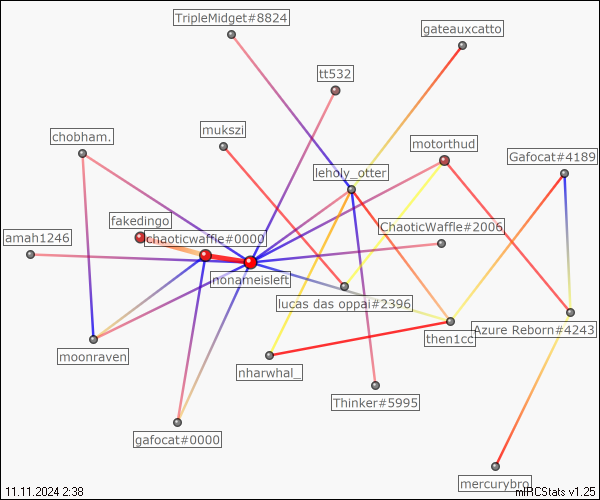 TripleMidget#8824
gateauxcatto
tt532
mukszi
chobham.
motorthud
Gafocat#4189
leholy_otter
fakedingo
ChaoticWaffle#2006
amah1246
chaoticwaffle#0000
nonameisleft
lucas das oppai#2396
Azure Reborn#4243
then1cc
moonraven
nharwhal_
Thinker#5995
gafocat#0000
mercurybro
11.11.2024 2:38
mIRCStats v1.25